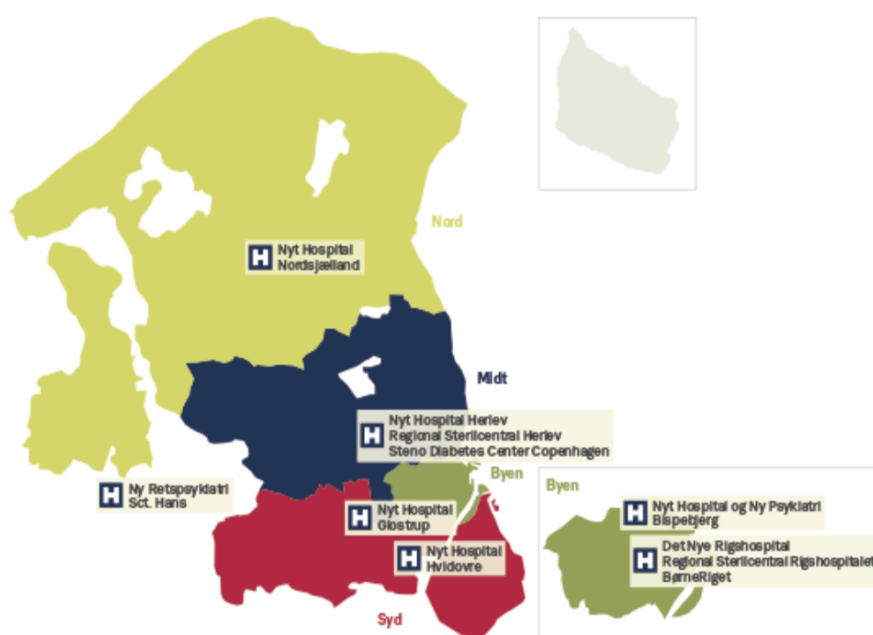 Nord
H Nyt Hospital
Nordsjælland
Midt
H Nyt Hospital Herlev
Regional Sterilcentral Herlev
Steno Diabetes Center Copenhagen
Byen
H Ny Retspsykiatri
Sct. Hans
H Nyt Hospital
Glostrup
H Nyt Hospital
Hvidovre
Syd
Byen
H Nyt Hospital og Ny Psykiatri
Bispebjerg
H Det Nye Rigshospital
Regional Sterilcentral Rigshospitalet
BørneRiget